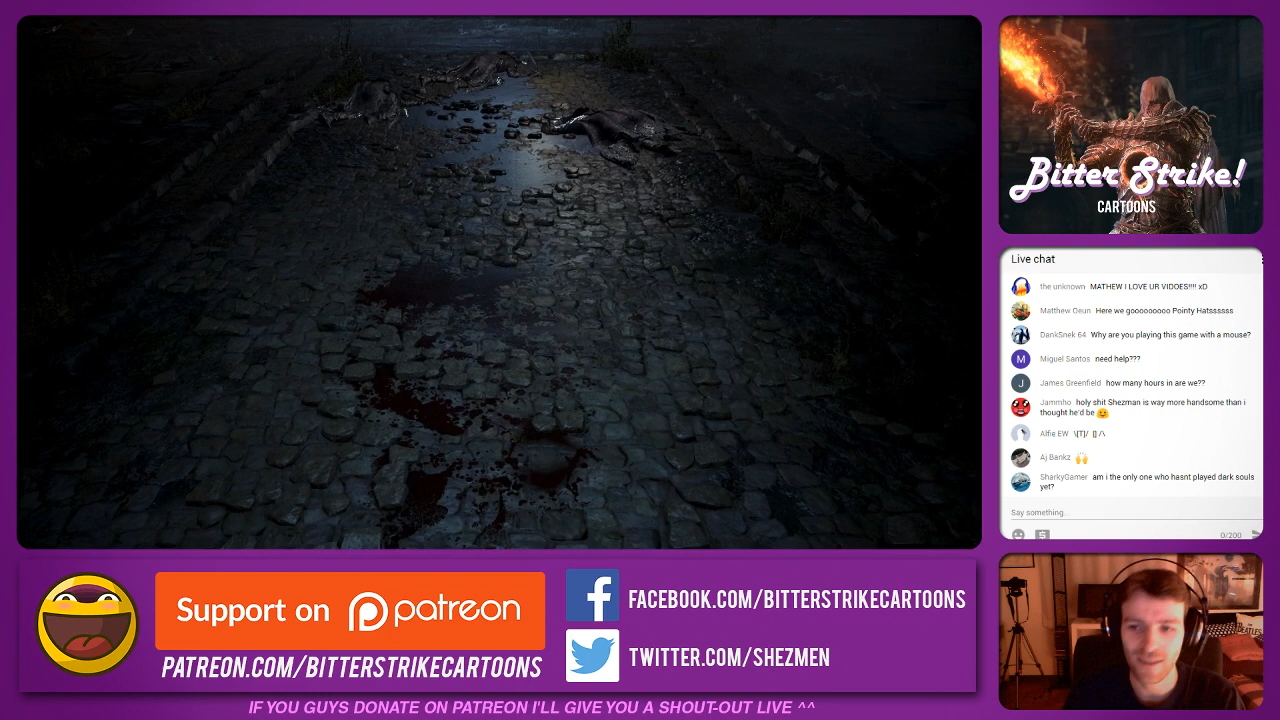 Bitter Strike!
CARTOONS
Live chat
the unknown MATHEW I LOVE UR VIDOES!!!! xD
Matthew Oeun Here we gooooooooo Pointy Hatssssss
DankSnek 64 Why are you playing this game with a mouse?
M
Miguel Santos need help???
J
James Greenfield how many hours in are we??
Jammho holy shit Shezman is way more handsome than i
thought he'd be 🤗
Alfie EW \[T]/ [] /\
Aj Bankz 🙌
SharkyGamer am i the only one who hasnt played dark souls
yet?
Say something...
0/200
Support on patreon
PATREON.COM/BITTERSTRIKECARTOONS
FACEBOOK.COM/BITTERSTRIKECARTOONS
TWITTER.COM/SHEZMEN
IF YOU GUYS DONATE ON PATREON I'LL GIVE YOU A SHOUT-OUT LIVE ^^